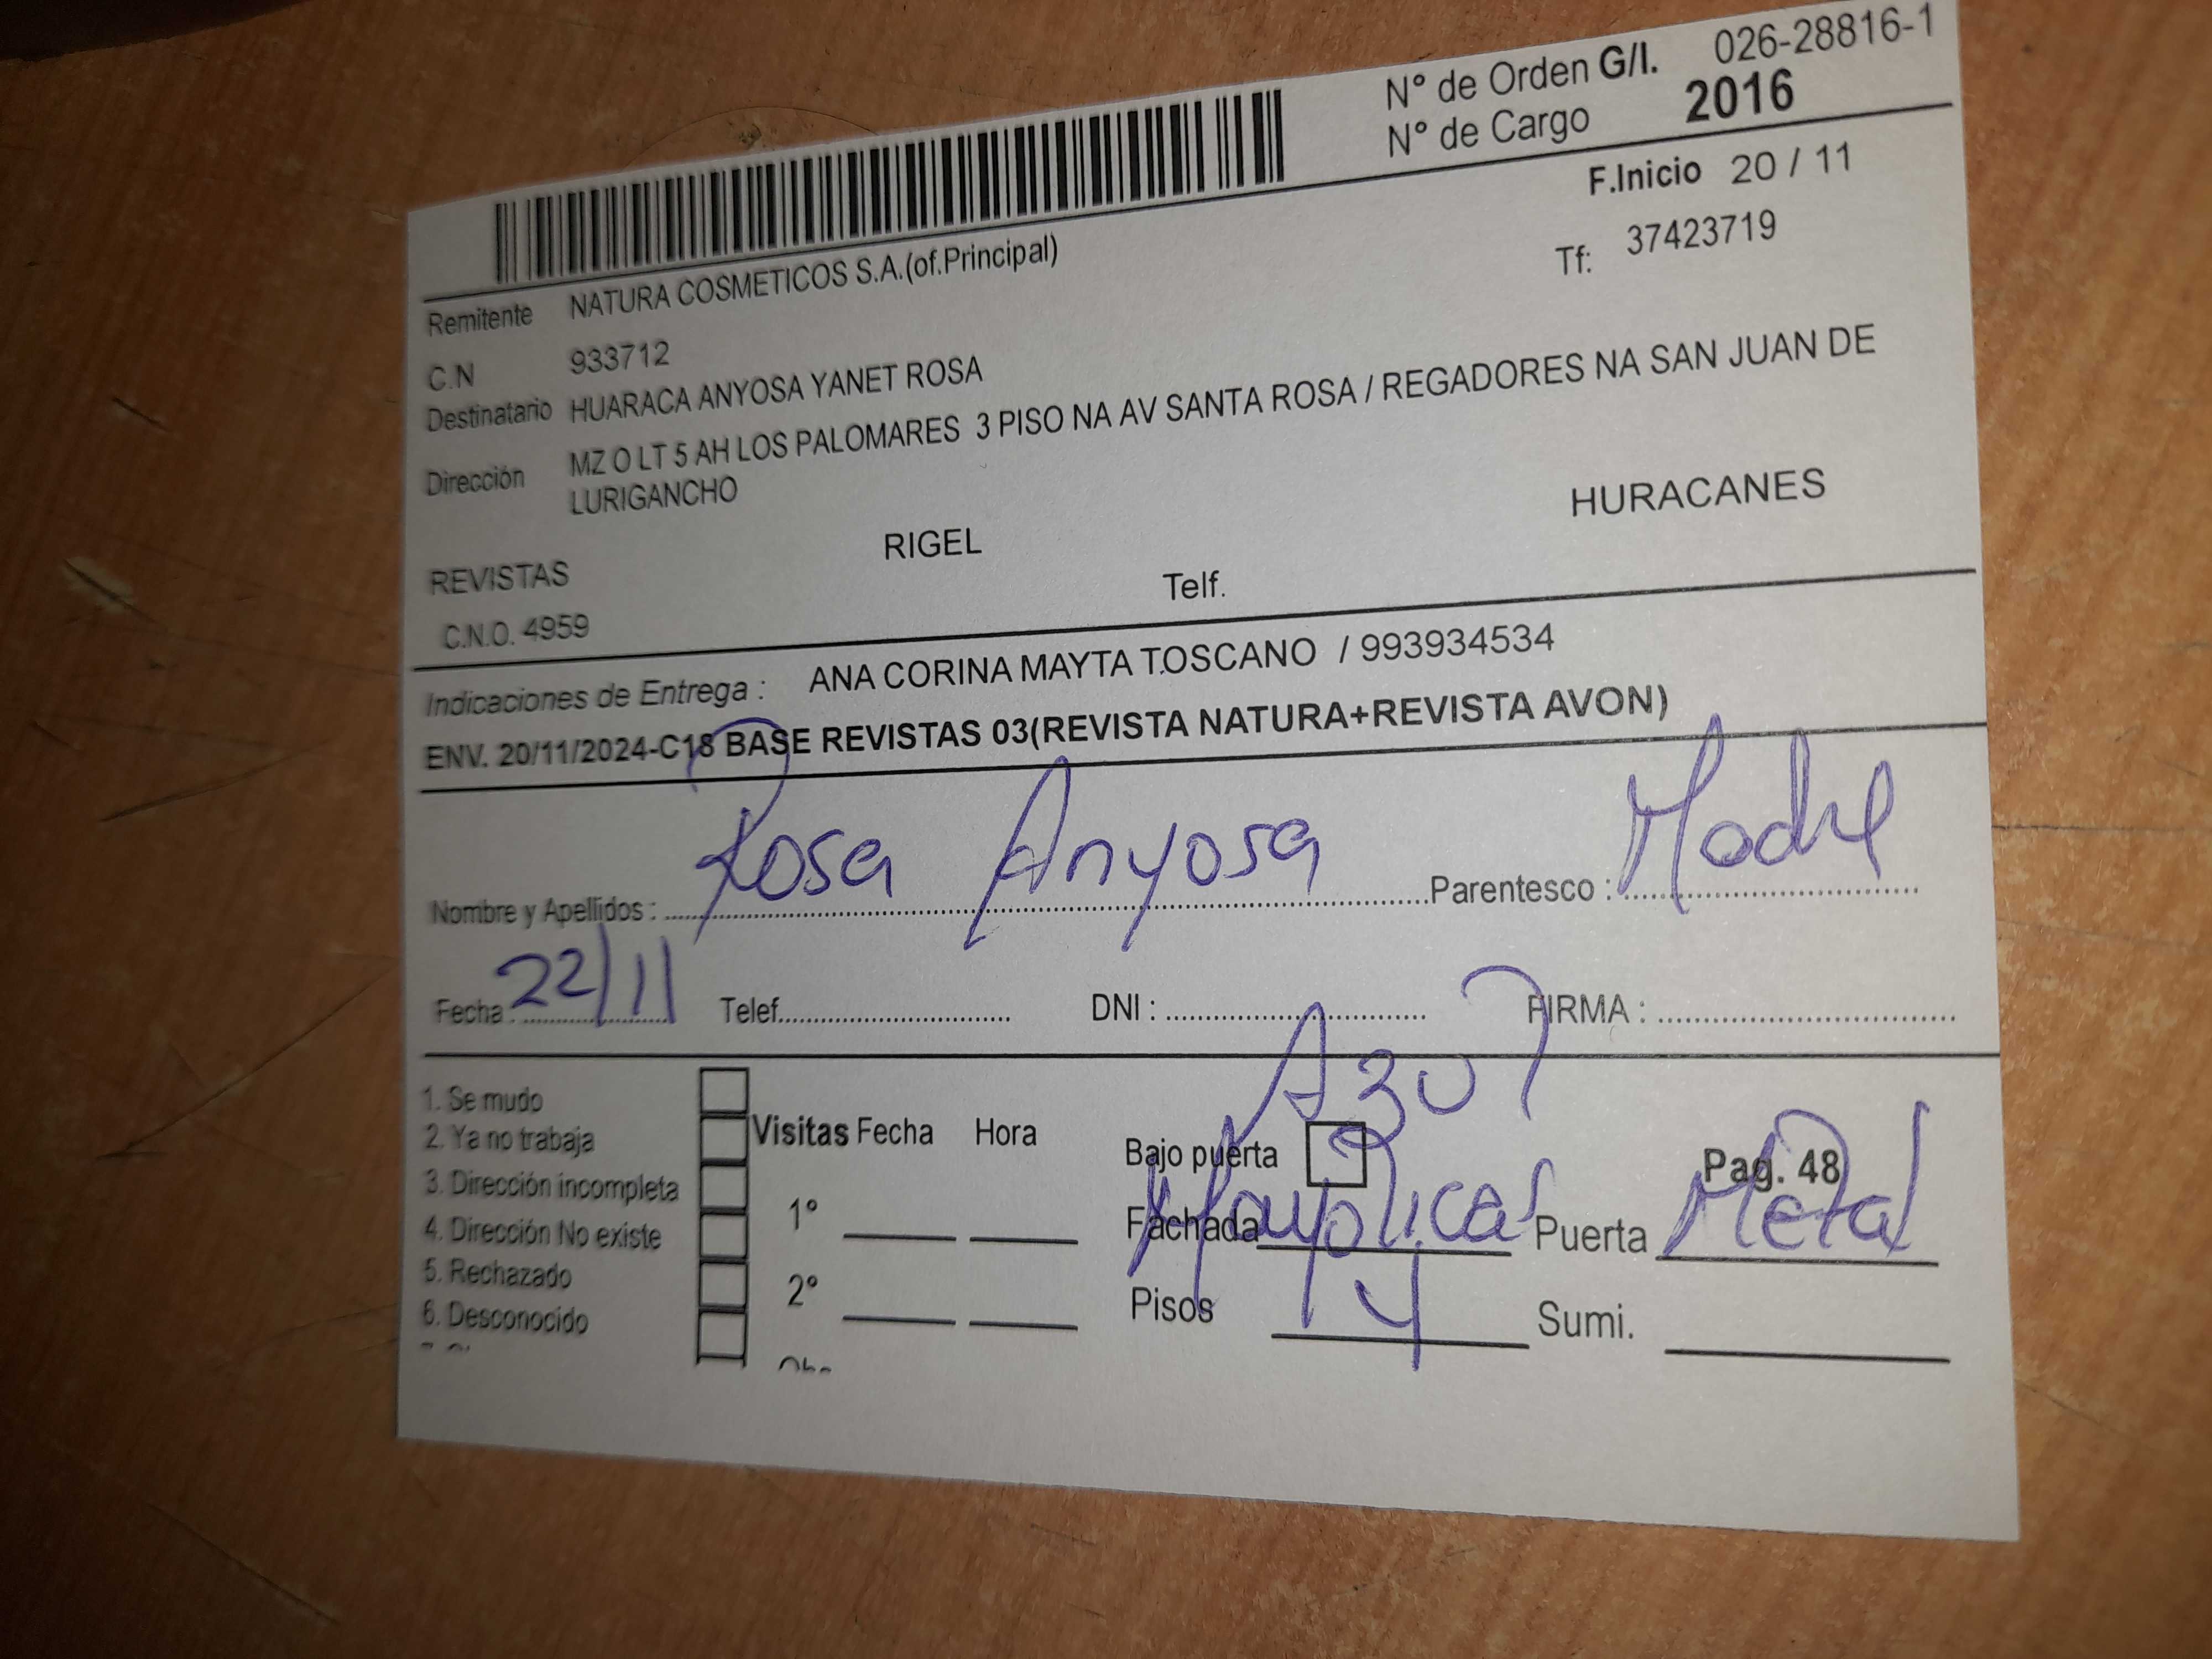 N° de Orden G/I. 026-28816-1
N° de Cargo 2016
F.Inicio 20 / 11
Remitente NATURA COSMETICOS S.A.(of.Principal) Tf: 37423719
C.N 933712
Destinatario HUARACA ANYOSA YANET ROSA
Dirección MZ O LT 5 AH LOS PALOMARES 3 PISO NA AV SANTA ROSA / REGADORES NA SAN JUAN DE
LURIGANCHO
REVISTAS RIGEL HURACANES
C.N.O. 4959 Telf.
Indicaciones de Entrega : ANA CORINA MAYTA TOSCANO / 993934534
ENV. 20/11/2024-C18 BASE REVISTAS 03(REVISTA NATURA+REVISTA AVON)
Nombre y Apellidos : Rosa Anyosa Parentesco : Madre
Fecha : 22/11 Telef. DNI : FIRMA :
1. Se mudo
2. Ya no trabaja
3. Dirección incompleta
4. Dirección No existe
5. Rechazado
6. Desconocido
Visitas Fecha Hora
1°
2°
Azul
Bajo puerta Pag. 48
Fachada Mayolicas Puerta Metal
Pisos 4 Sumi.